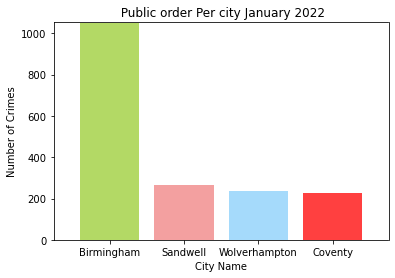 Public order Per city January 2022
Number of Crimes
1000
800
600
400
200
0
Birmingham Sandwell Wolverhampton Coventy
City Name